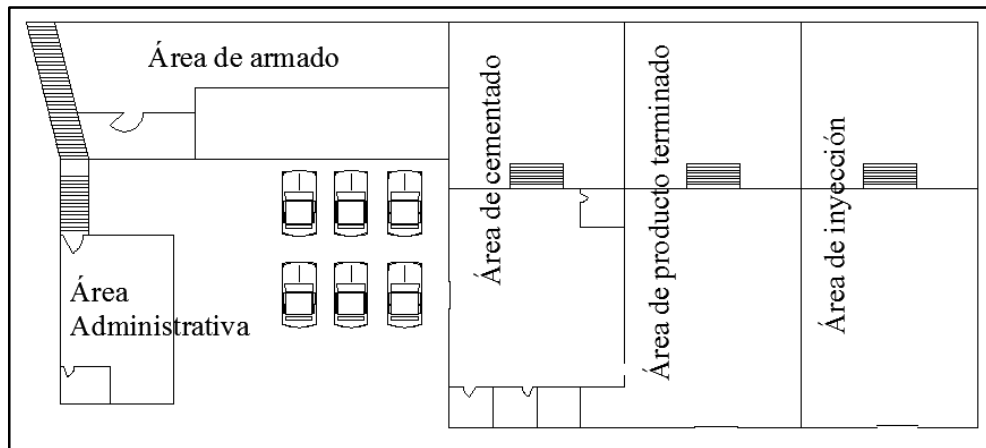 Área de armado
Área de cementado
Área de producto terminado
Área de inyección
Área
Administrativa